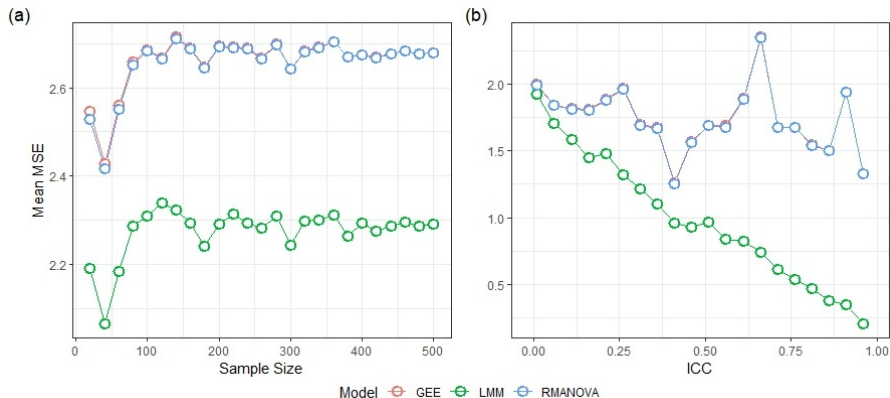 (a)
(b)
Mean MSE
2.6
2.4
2.2
0 100 200 300 400 500
Sample Size
2.0
1.5
1.0
0.5
0.00 0.25 0.50 0.75 1.00
ICC
Model GEE LMM RMANOVA